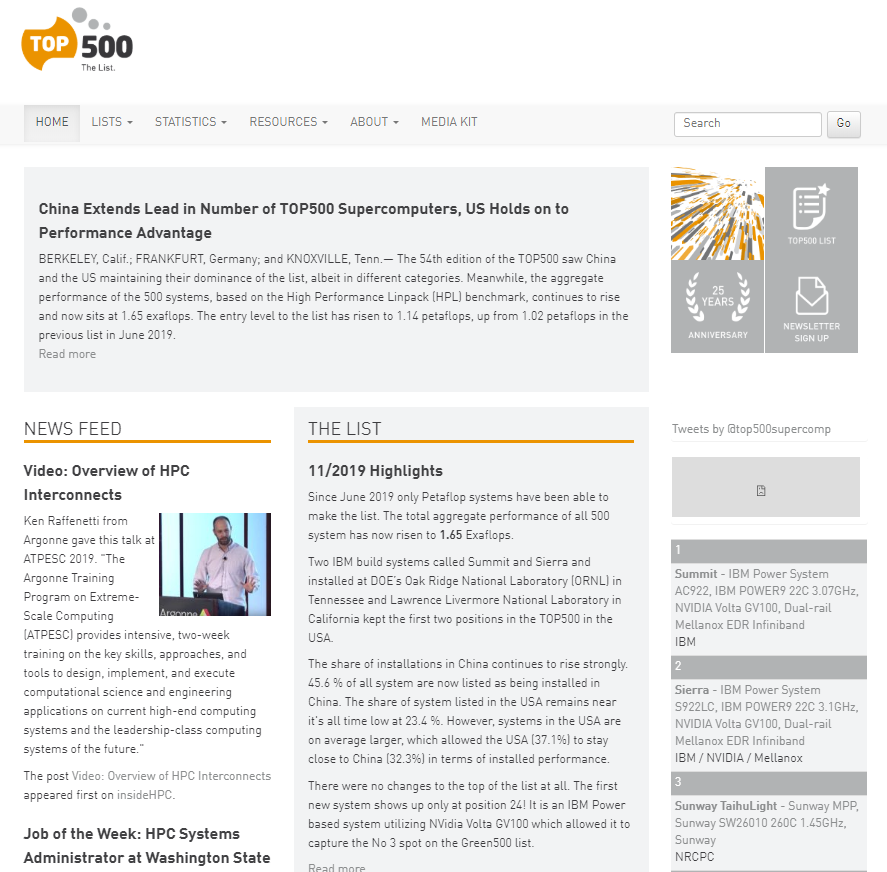 TOP 500
The List.
HOME LISTS STATISTICS RESOURCES ABOUT MEDIA KIT Search Go
China Extends Lead in Number of TOP500 Supercomputers, US Holds on to
Performance Advantage
BERKELEY, Calif.; FRANKFURT, Germany; and KNOXVILLE, Tenn.— The 54th edition of the TOP500 saw China
and the US maintaining their dominance of the list, albeit in different categories. Meanwhile, the aggregate
performance of the 500 systems, based on the High Performance Linpack (HPL) benchmark, continues to rise
and now sits at 1.65 exaflops. The entry level to the list has risen to 1.14 petaflops, up from 1.02 petaflops in the
previous list in June 2019.
Read more
TOP500 LIST
25
YEARS
ANNIVERSARY
NEWSLETTER
SIGN UP
NEWS FEED
Video: Overview of HPC
Interconnects
Ken Raffenetti from
Argonne gave this talk at
ATPESC 2019. "The
Argonne Training
Program on Extreme-
Scale Computing
(ATPESC) provides intensive, two-week
training on the key skills, approaches, and
tools to design, implement, and execute
computational science and engineering
applications on current high-end computing
systems and the leadership-class computing
systems of the future."
Argonne
The post Video: Overview of HPC Interconnects
appeared first on insideHPC.
Job of the Week: HPC Systems
Administrator at Washington State
THE LIST
11/2019 Highlights
Since June 2019 only Petaflop systems have been able to
make the list. The total aggregate performance of all 500
system has now risen to 1.65 Exaflops.
Two IBM build systems called Summit and Sierra and
installed at DOE's Oak Ridge National Laboratory (ORNL) in
Tennessee and Lawrence Livermore National Laboratory in
California kept the first two positions in the TOP500 in the
USA.
The share of installations in China continues to rise strongly.
45.6 % of all system are now listed as being installed in
China. The share of system listed in the USA remains near
it's all time low at 23.4 %. However, systems in the USA are
on average larger, which allowed the USA (37.1%) to stay
close to China (32.3%) in terms of installed performance.
There were no changes to the top of the list at all. The first
new system shows up only at position 24! It is an IBM Power
based system utilizing NVidia Volta GV100 which allowed it to
capture the No 3 spot on the Green500 list.
Read more
Tweets by @top500supercomp
1
Summit - IBM Power System
AC922, IBM POWER9 22C 3.07GHz,
NVIDIA Volta GV100, Dual-rail
Mellanox EDR Infiniband
IBM
2
Sierra - IBM Power System
S922LC, IBM POWER9 22C 3.1GHz,
NVIDIA Volta GV100, Dual-rail
Mellanox EDR Infiniband
IBM / NVIDIA / Mellanox
3
Sunway TaihuLight - Sunway MPP,
Sunway SW26010 260C 1.45GHz,
Sunway
NRCPC